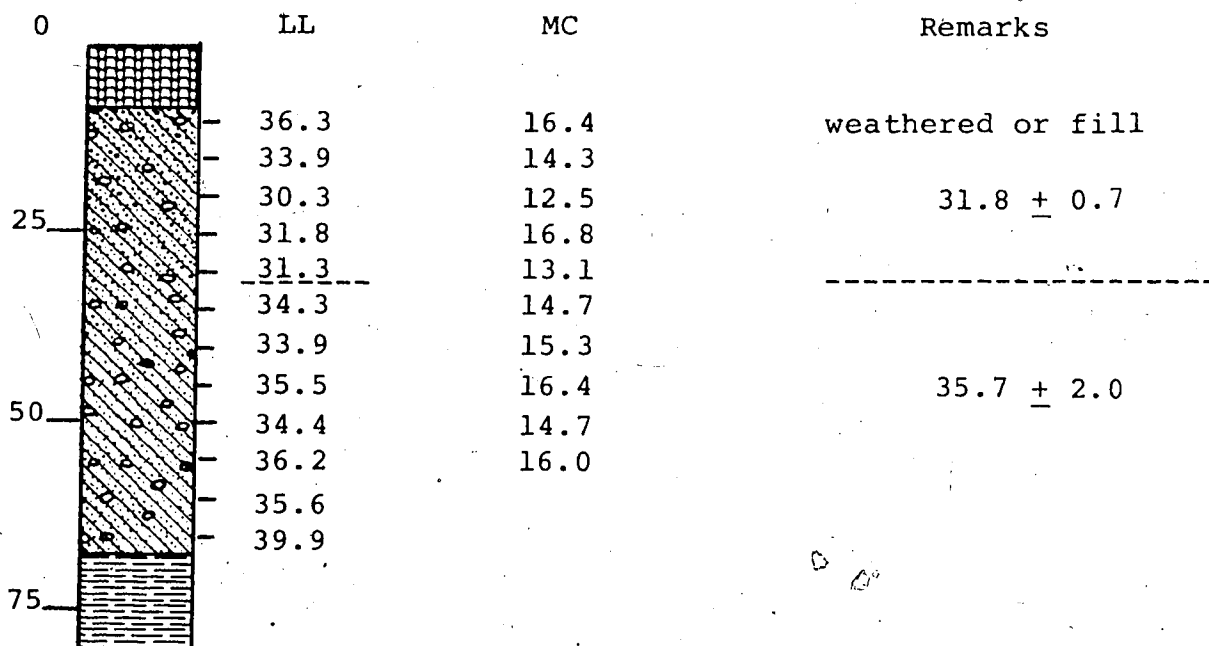 0 LL MC Remarks
36.3 16.4 weathered or fill
33.9 14.3
30.3 12.5 31.8 ± 0.7
25 31.8 16.8
31.3 13.1
34.3 14.7
33.9 15.3
35.5 16.4 35.7 ± 2.0
50 34.4 14.7
36.2 16.0
35.6
39.9
75